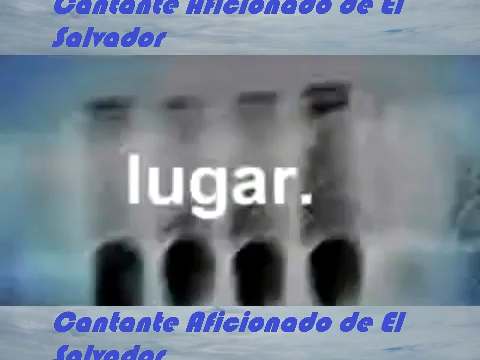 Cantante Aficionado de El
Salvador
lugar.
Cantante Aficionado de El
Salvador